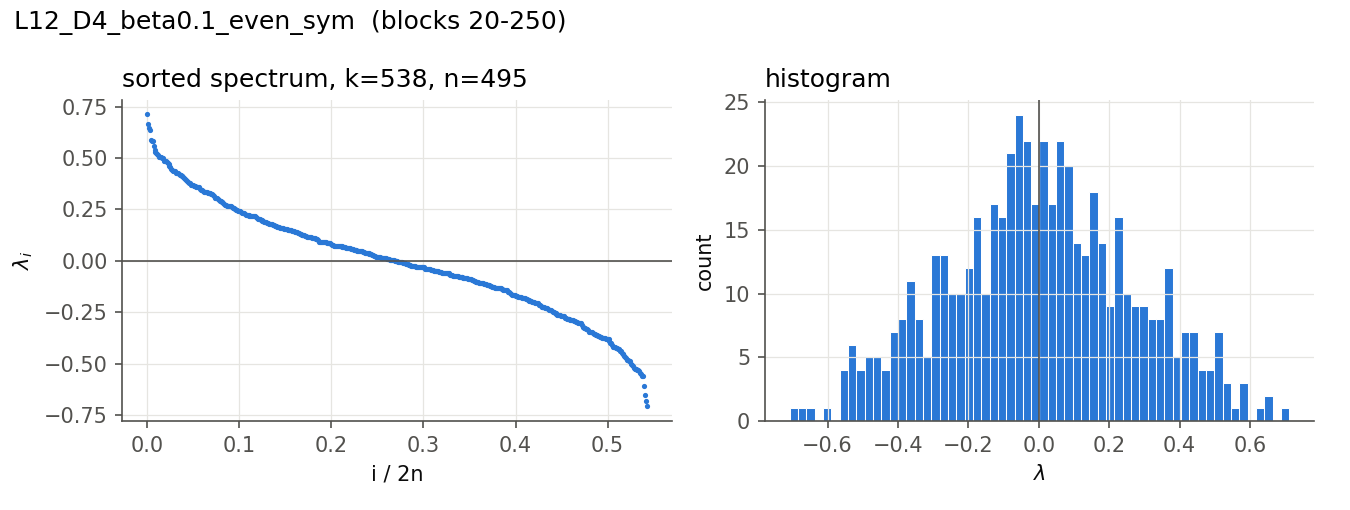 L12_D4_beta0.1_even_sym (blocks 20-250)
sorted spectrum, k=538, n=495
0.75
0.50
0.25
0.00
−0.25
−0.50
−0.75
λᵢ
0.0 0.1 0.2 0.3 0.4 0.5
i / 2n
histogram
25
20
15
10
5
0
count
−0.6 −0.4 −0.2 0.0 0.2 0.4 0.6
λ